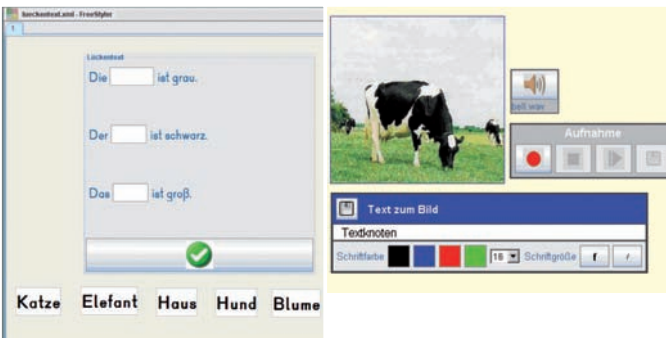 lueckentext.xml - FreeStyler
1
Lückentext
Die ist grau.
Der ist schwarz.
Das ist groß.
Katze Elefant Haus Hund Blume
Aufnahme
Text zum Bild
Textknoten
Schriftfarbe 16 Schriftgröße f f